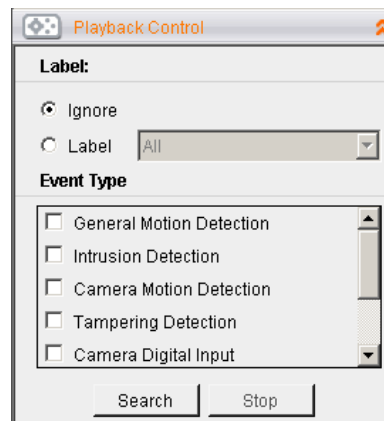 Playback Control
Label:
Ignore
Label All
Event Type
General Motion Detection
Intrusion Detection
Camera Motion Detection
Tampering Detection
Camera Digital Input
Search Stop